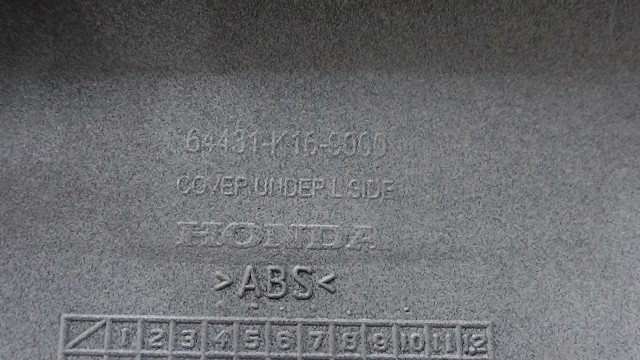 64431-K16-9000
COVER, UNDER L SIDE
HONDA
>ABS<
1 2 3 4 5 6 7 8 9 10 11 12